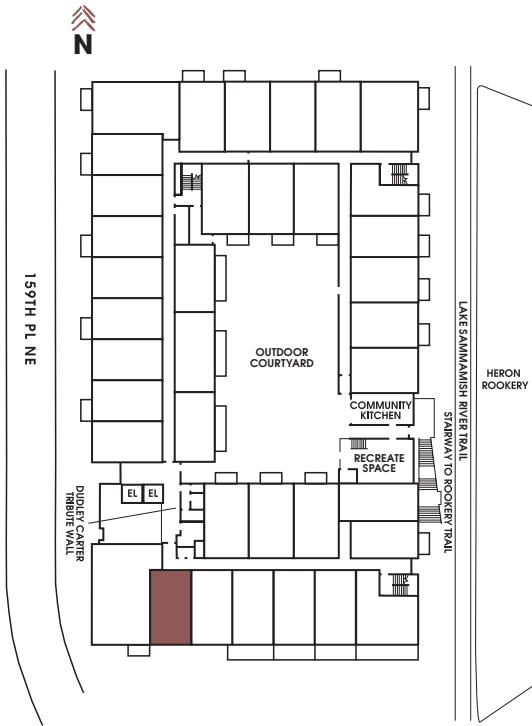 N
159TH PL NE
OUTDOOR
COURTYARD
LAKE SAMMAMISH RIVER TRAIL
HERON
ROOKERY
COMMUNITY
KITCHEN
STAIRWAY TO ROOKERY TRAIL
RECREATE
SPACE
EL EL
DUDLEY CARTER
TRIBUTE WALL